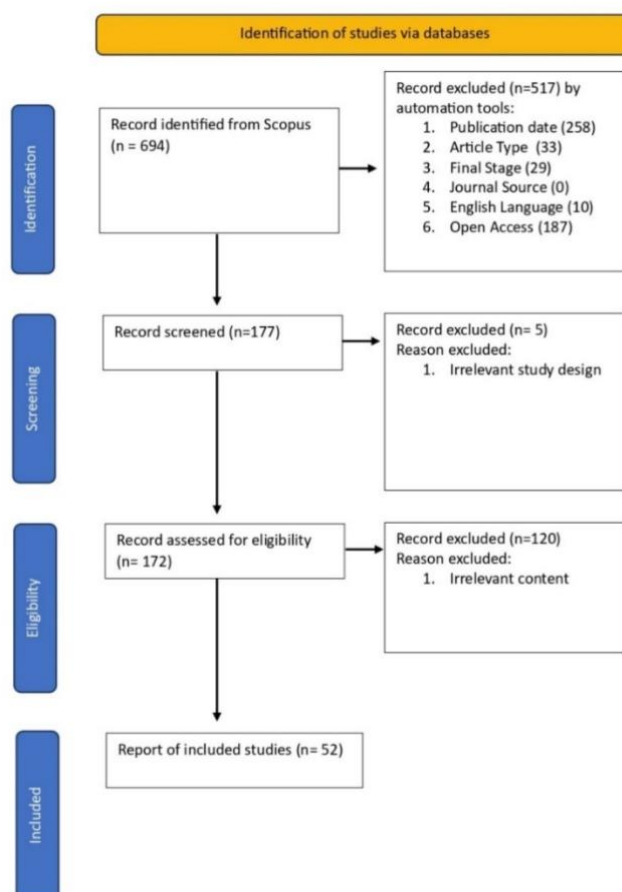 Identification of studies via databases
Identification
Record identified from Scopus
(n = 694)
Record excluded (n=517) by
automation tools:
1. Publication date (258)
2. Article Type (33)
3. Final Stage (29)
4. Journal Source (0)
5. English Language (10)
6. Open Access (187)
Screening
Record screened (n=177)
Record excluded (n= 5)
Reason excluded:
1. Irrelevant study design
Eligibility
Record assessed for eligibility
(n= 172)
Record excluded (n=120)
Reason excluded:
1. Irrelevant content
Included
Report of included studies (n= 52)